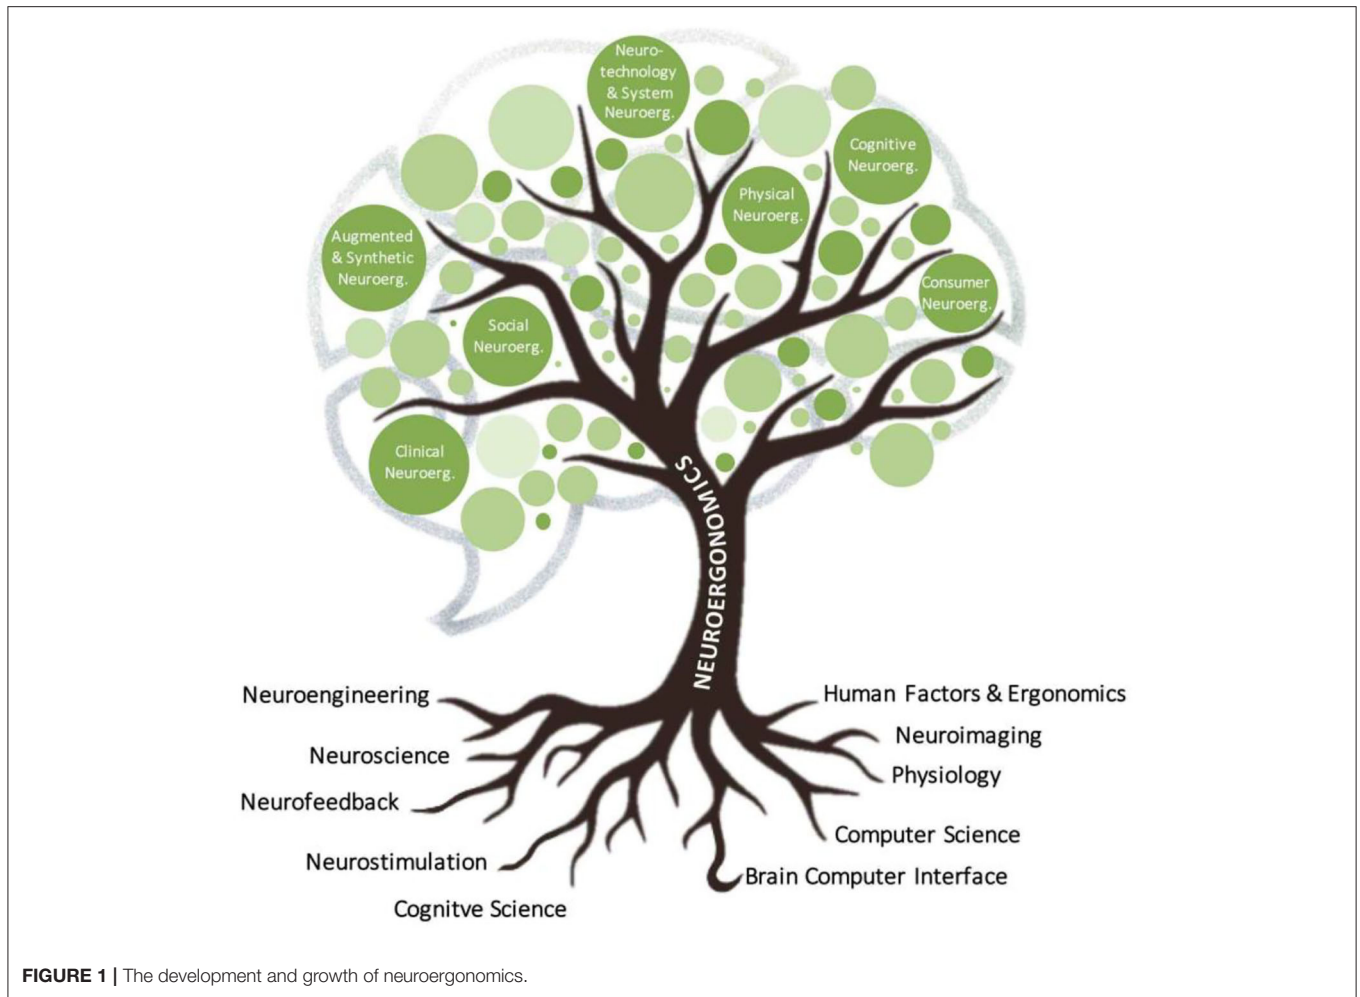 Neuro-
technology
& System
Neuroerg.
Cognitive
Neuroerg.
Physical
Neuroerg.
Augmented
& Synthetic
Neuroerg.
Consumer
Neuroerg.
Social
Neuroerg.
Clinical
Neuroerg.
NEUROERGONOMICS
Neuroengineering
Human Factors & Ergonomics
Neuroimaging
Neuroscience
Physiology
Neurofeedback
Computer Science
Neurostimulation
Brain Computer Interface
Cognitve Science
FIGURE 1 | The development and growth of neuroergonomics.